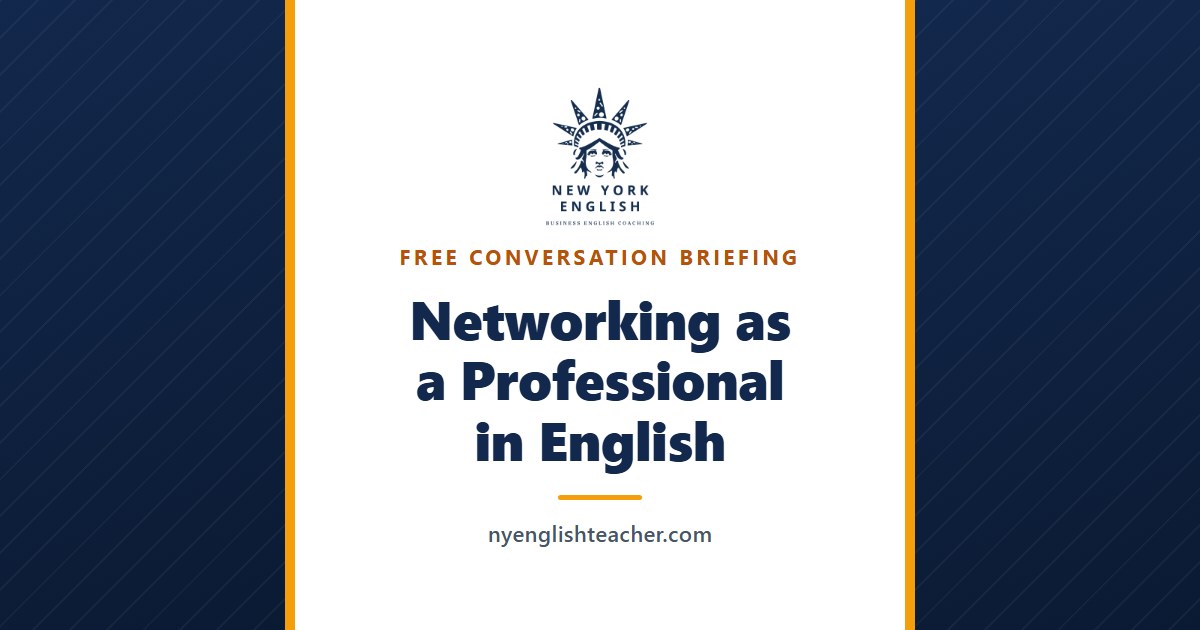 NEW YORK
ENGLISH
BUSINESS ENGLISH COACHING
FREE CONVERSATION BRIEFING
Networking as
a Professional
in English
nyenglishteacher.com